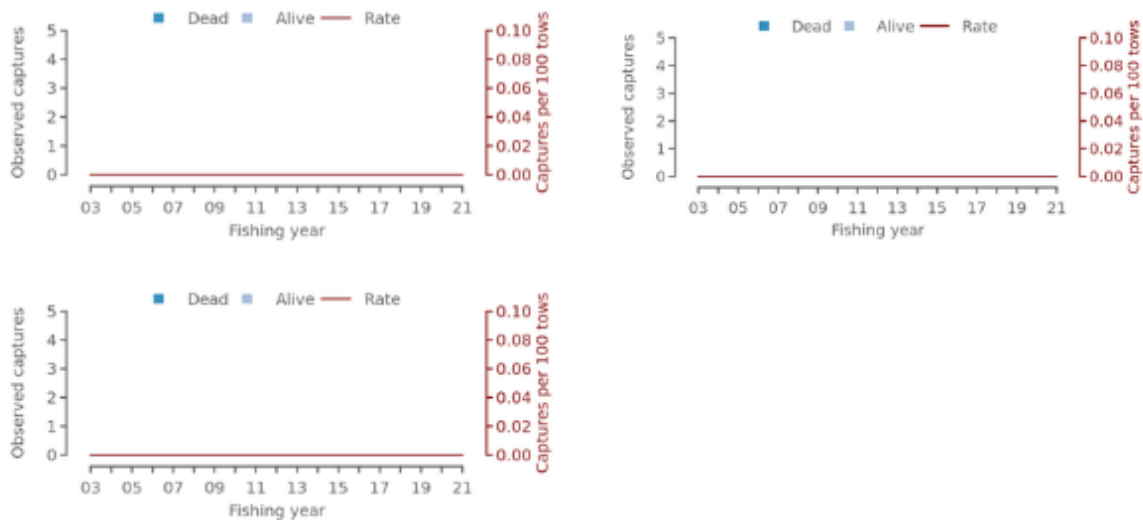 Dead Alive Rate
Observed captures
5
4
3
2
1
0
0.10
0.08
0.06
0.04
0.02
0.00
Captures per 100 tows
03 05 07 09 11 13 15 17 19 21
Fishing year
Dead Alive Rate
Observed captures
5
4
3
2
1
0
0.10
0.08
0.06
0.04
0.02
0.00
Captures per 100 tows
03 05 07 09 11 13 15 17 19 21
Fishing year
Dead Alive Rate
Observed captures
5
4
3
2
1
0
0.10
0.08
0.06
0.04
0.02
0.00
Captures per 100 tows
03 05 07 09 11 13 15 17 19 21
Fishing year